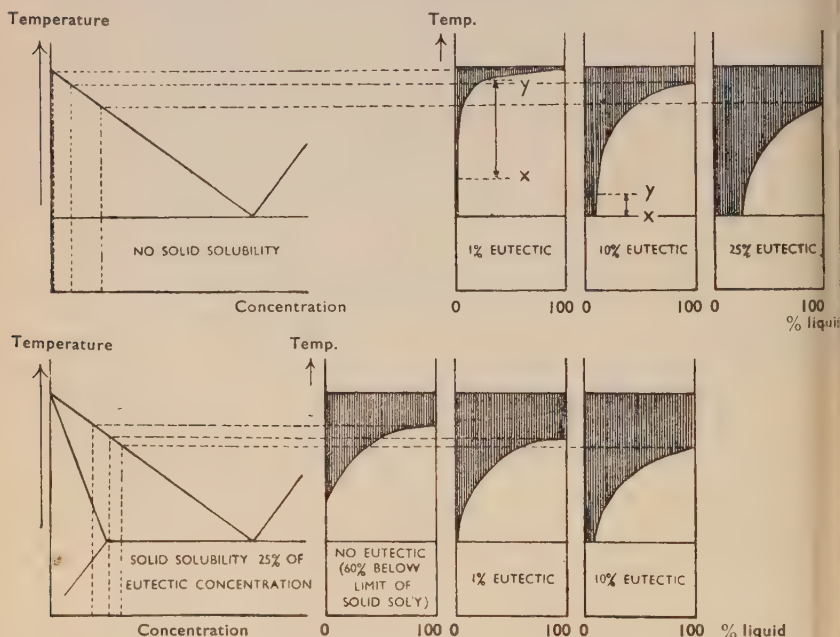 Temperature
Temp.
y
x
y
x
NO SOLID SOLUBILITY
1% EUTECTIC
10% EUTECTIC
25% EUTECTIC
Concentration
0 100 0 100 0 100
% liquid
Temperature
Temp.
SOLID SOLUBILITY 25% OF
EUTECTIC CONCENTRATION
NO EUTECTIC
(60% BELOW
LIMIT OF
SOLID SOL'Y)
1% EUTECTIC
10% EUTECTIC
Concentration
0 100 0 100 0 100
% liquid